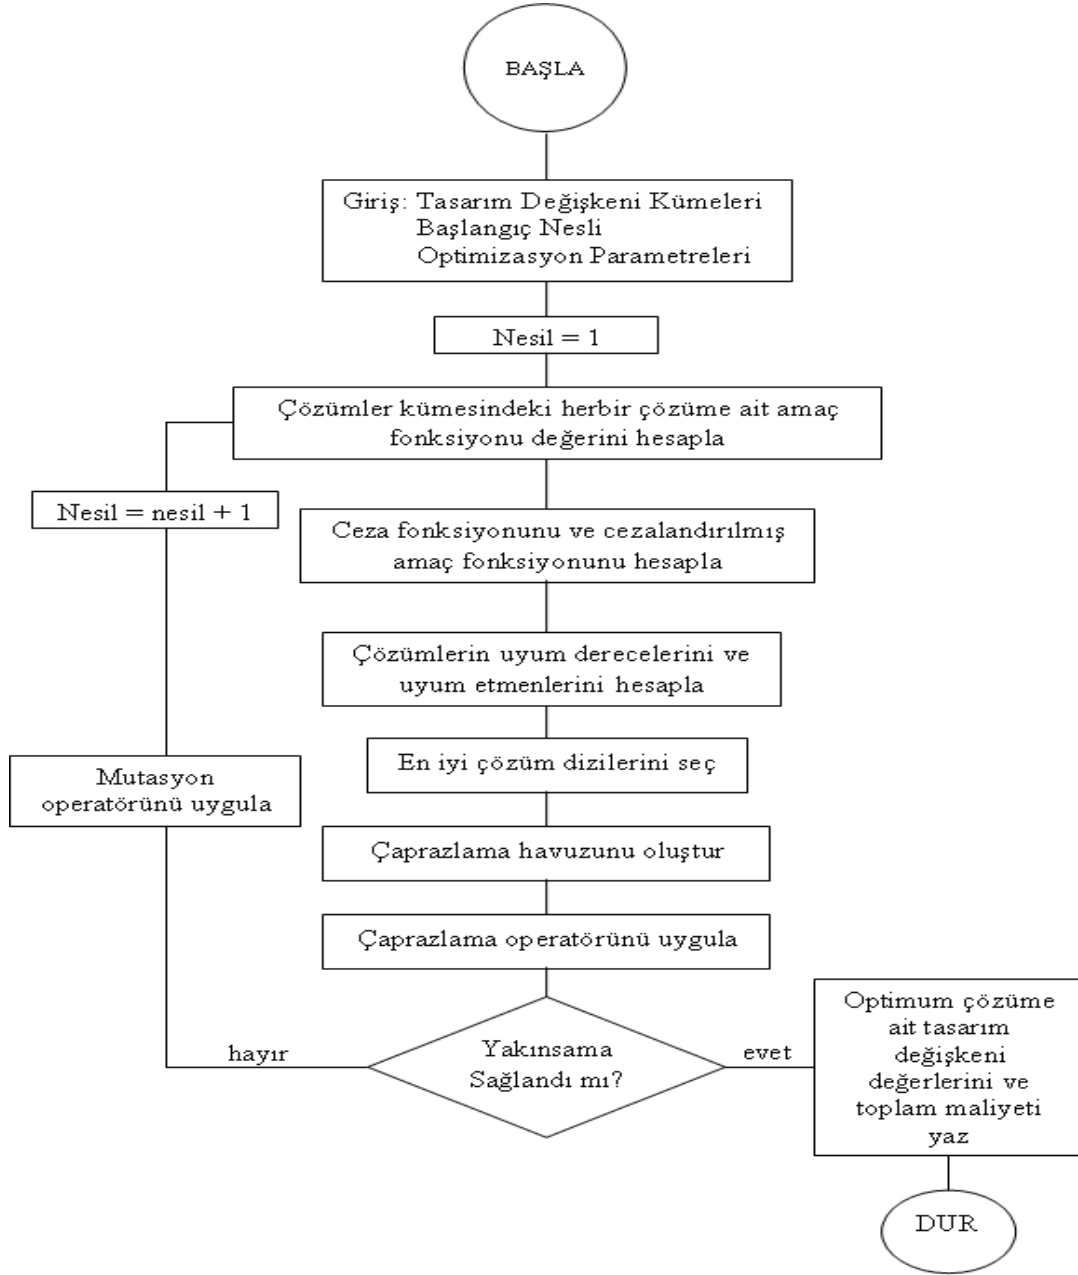 BAŞLA
Giriş: Tasarım Değişkeni Kümeleri
Başlangıç Nesli
Optimizasyon Parametreleri
Nesil = 1
Çözümler kümesindeki herbir çözüme ait amaç
fonksiyonu değerini hesapla
Nesil = nesil + 1
Ceza fonksiyonunu ve cezalandırılmış
amaç fonksiyonunu hesapla
Çözümlerin uyum derecelerini ve
uyum etmenlerini hesapla
En iyi çözüm dizilerini seç
Mutasyon
operatörünü uygula
Çaprazlama havuzunu oluştur
Çaprazlama operatörünü uygula
Yakınsama
Sağlandı mı?
hayır
evet
Optimum çözüme
ait tasarım
değişkeni
değerlerini ve
toplam maliyeti
yaz
DUR